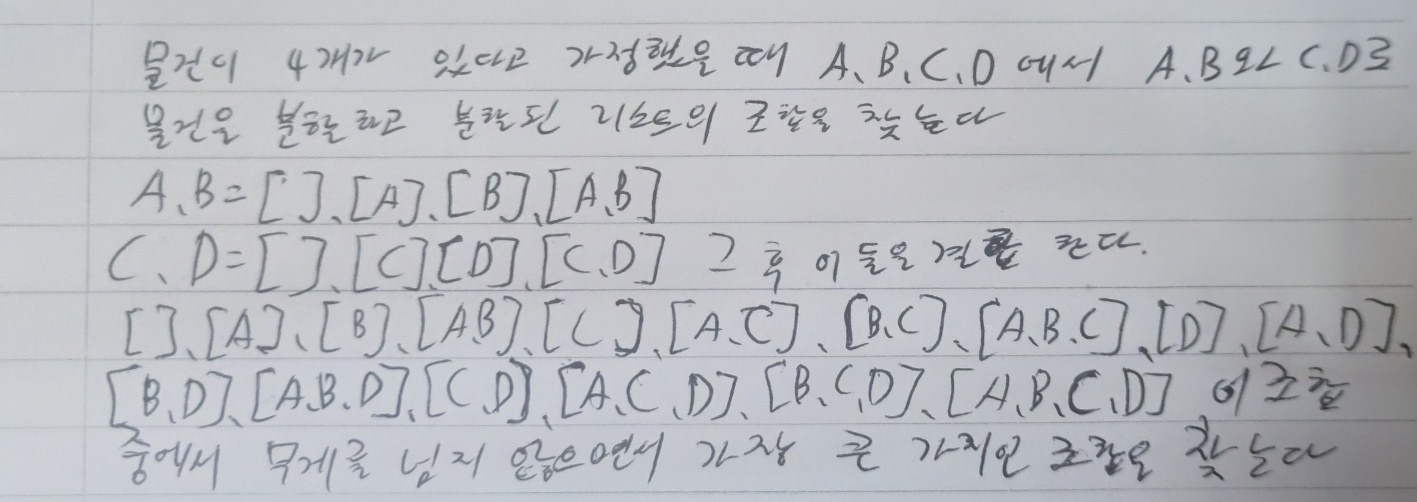 물건이 4개가 있다고 가정했을 때 A、B、C、D 에서 A、B와 C、D로
물건을 분할하고 분할된 리스트의 조합을 찾는다
A、B=[ ]、[A]、[B]、[A、B]
C、D=[ ]、[C][D]、[C、D] 그 후 이들을 결합 한다.
[ ]、[A]、[B]、[A、B]、[C]、[A、C]、[B、C]、[A、B、C]、[D]、[A、D]、
[B、D]、[A、B、D]、[C、D]、[A、C、D]、[B、C、D]、[A、B、C、D] 이 조합
중에서 무게를 넘지 않으면서 가장 큰 가치인 조합을 찾는다